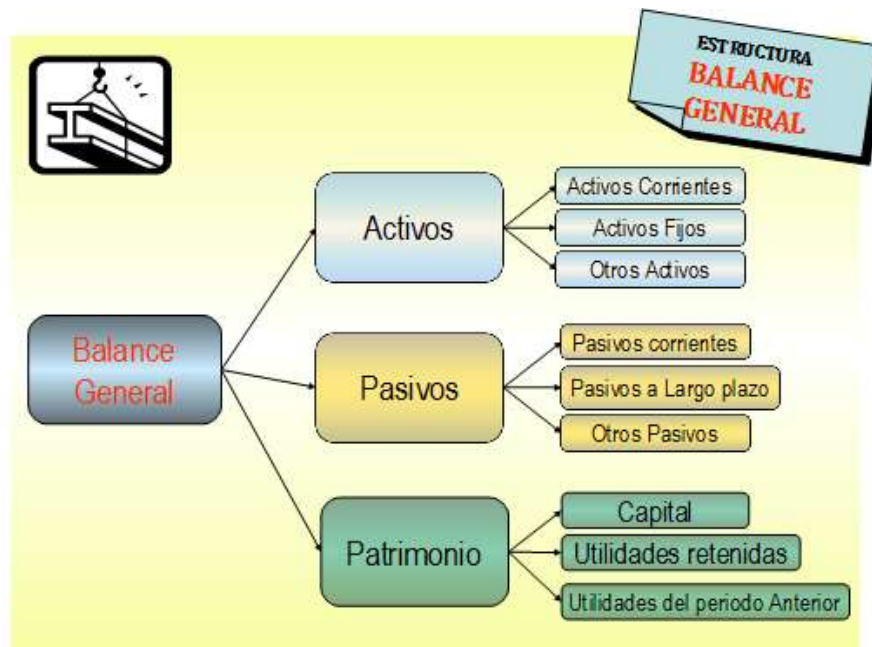 ESTRUCTURA
BALANCE
GENERAL
Balance
General
Activos
Activos Corrientes
Activos Fijos
Otros Activos
Pasivos
Pasivos corrientes
Pasivos a Largo plazo
Otros Pasivos
Patrimonio
Capital
Utilidades retenidas
Utilidades del periodo Anterior